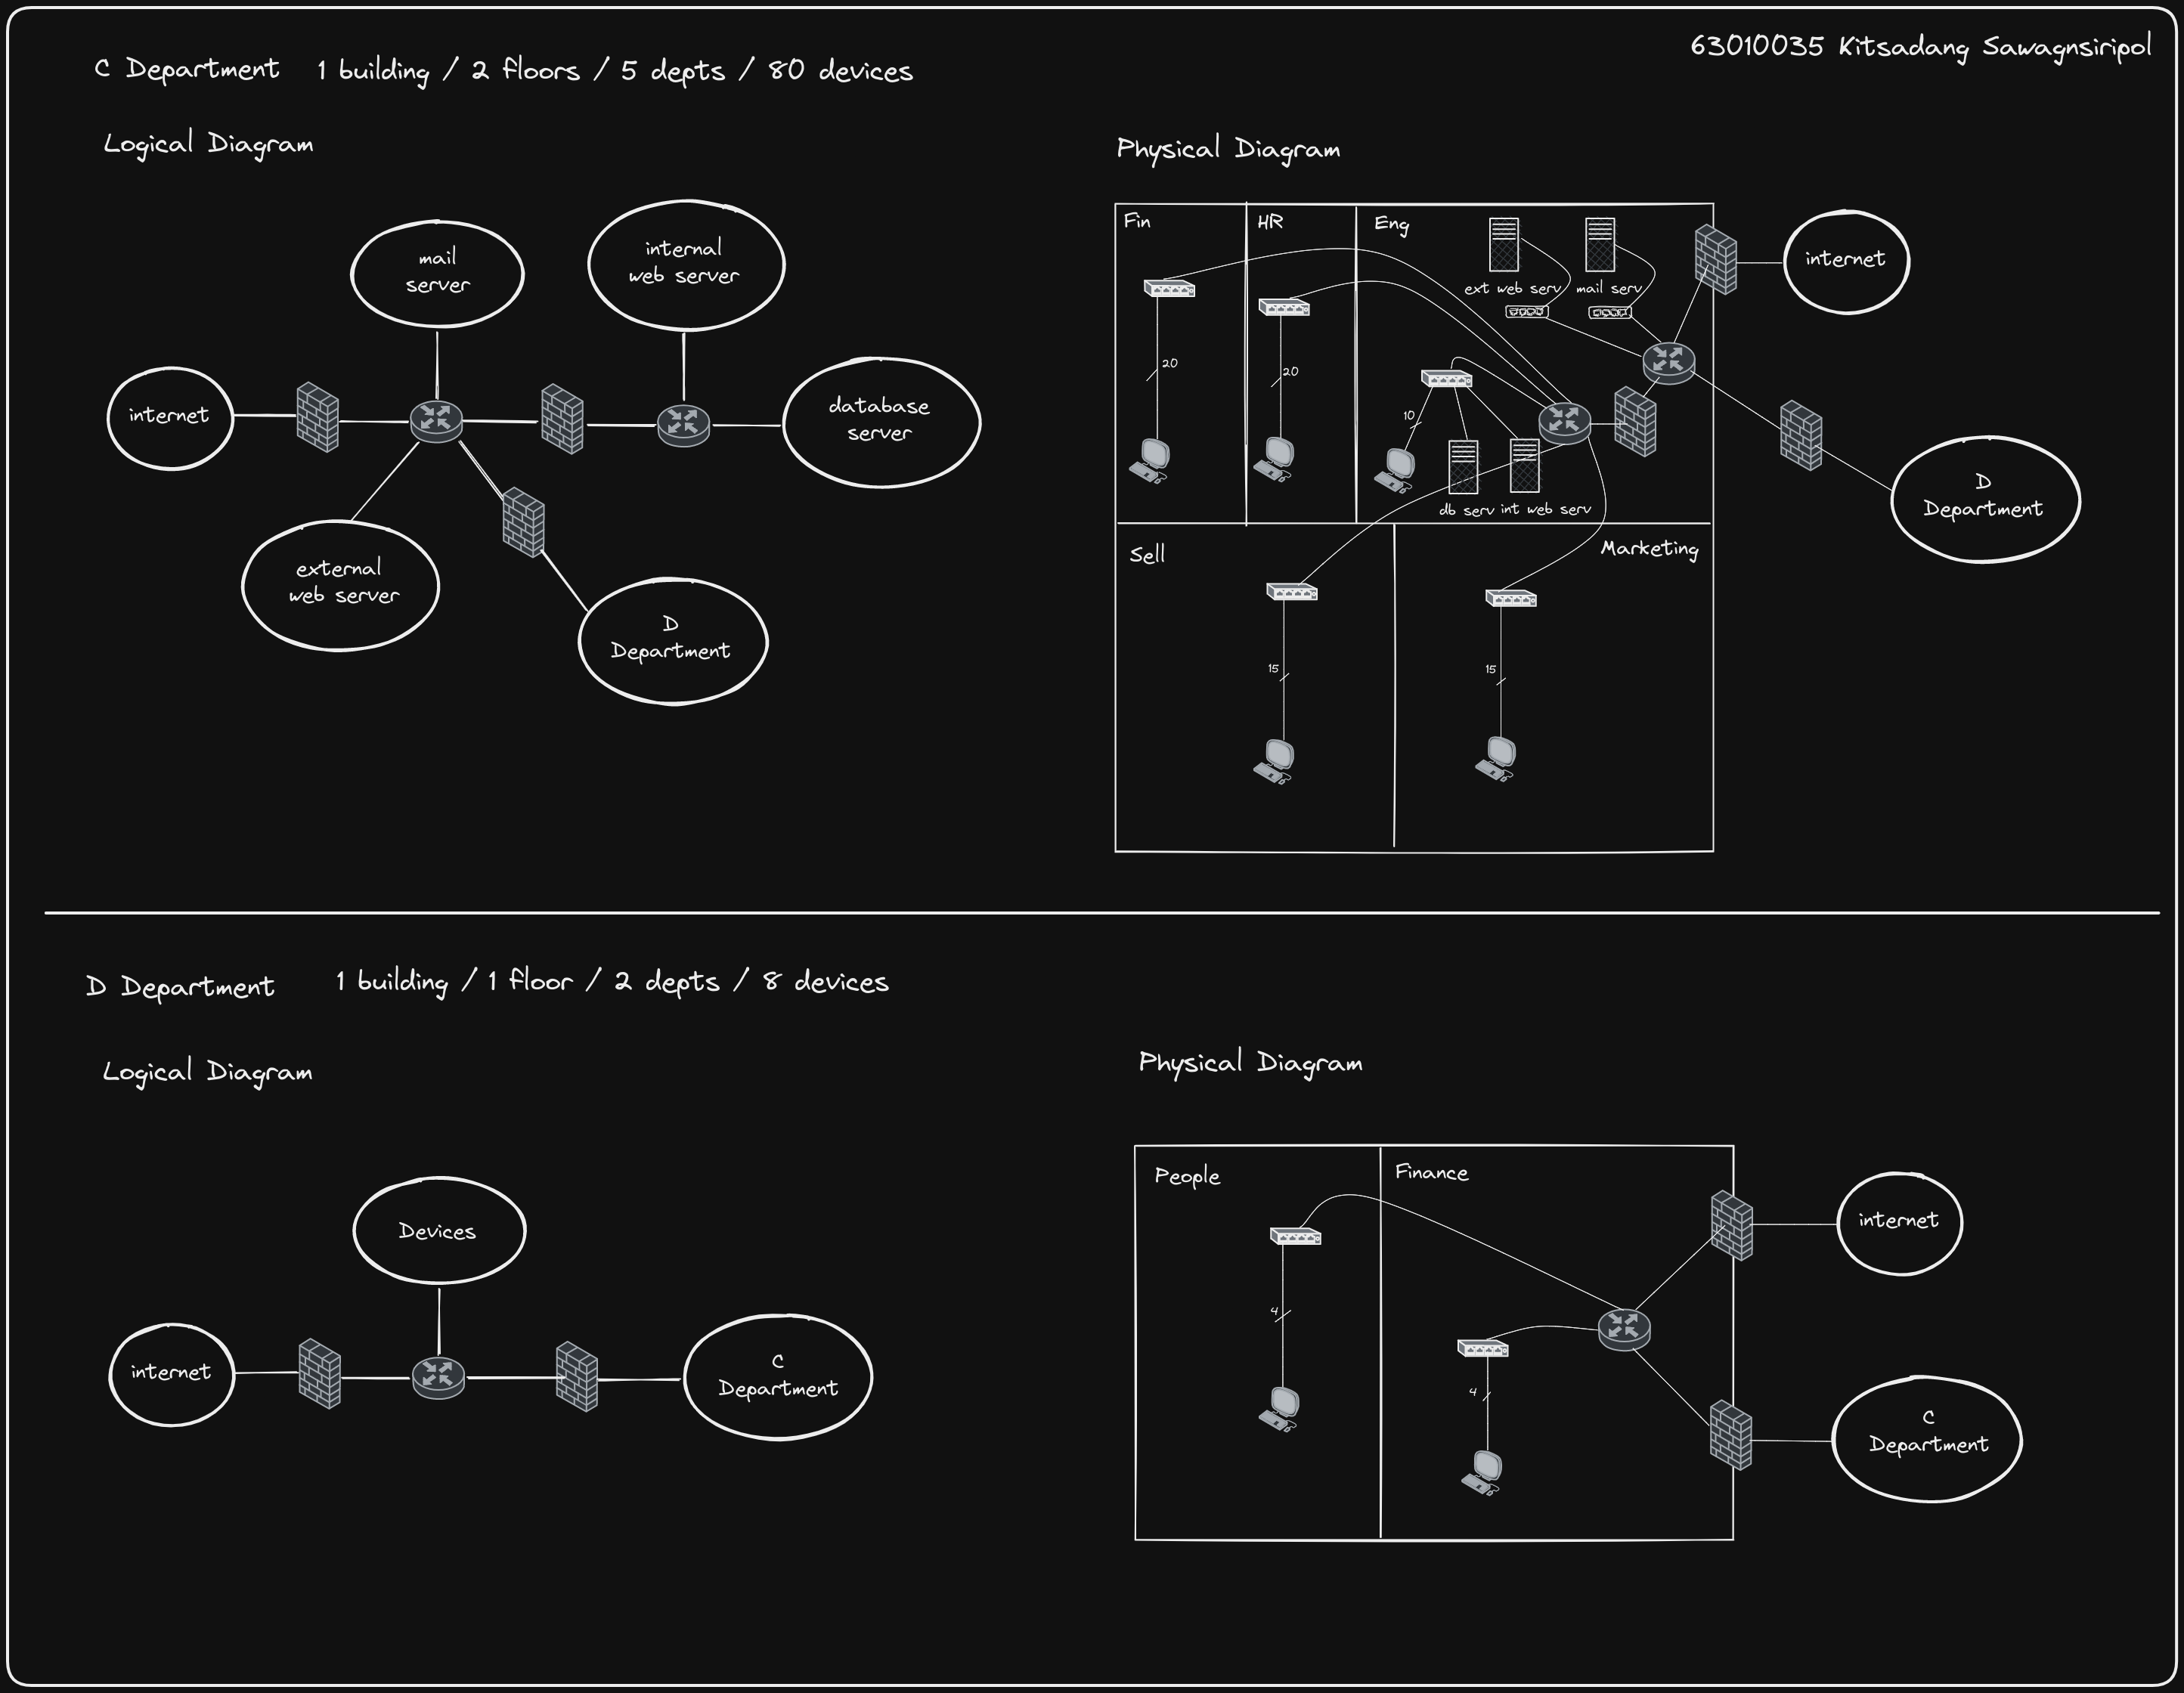 63010035 Kitsadang Sawagnsiripol
C Department 1 building / 2 floors / 5 depts / 80 devices
Logical Diagram
mail
server
internal
web server
internet
database
server
external
web server
D
Department
Physical Diagram
Fin
HR
Eng
ext web serv
mail serv
internet
20
20
10
db serv
int web serv
D
Department
Sell
Marketing
15
15
D Department 1 building / 1 floor / 2 depts / 8 devices
Logical Diagram
Devices
internet
C
Department
Physical Diagram
People
Finance
internet
4
4
C
Department